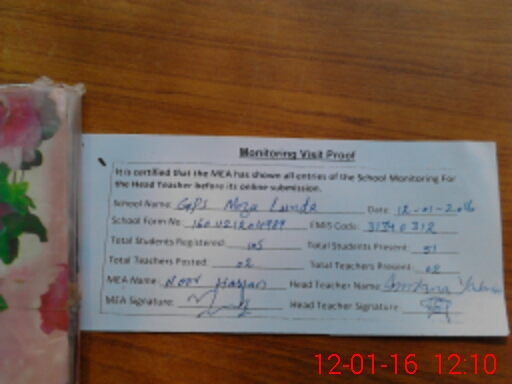 Monitoring Visit Proof
It is certified that the MEA has shown all entries of the School Monitoring For
the Head Teacher before its online submission.
School Name: GPS Moza Lunda Date: 12-01-2016
School Form No: EMIS Code: 31340312
Total Students Registered: 105 Total Students Present: 51
Total Teachers Posted: 02 Total Teachers Present: 02
MEA Name: Noor Hassan Head Teacher Name:
MEA Signature: Head Teacher Signature:
12-01-16 12:10